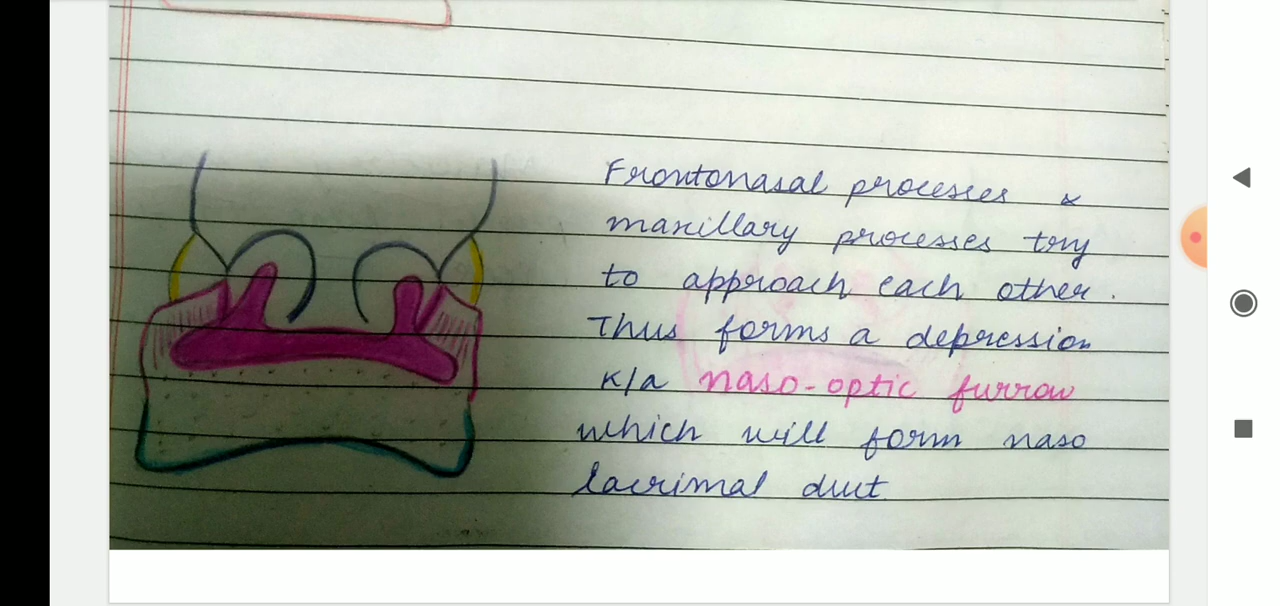 Frontonasal processes &
maxillary processes try
to approach each other.
Thus forms a depression
K/a naso-optic furrow
which will form naso
lacrimal duct